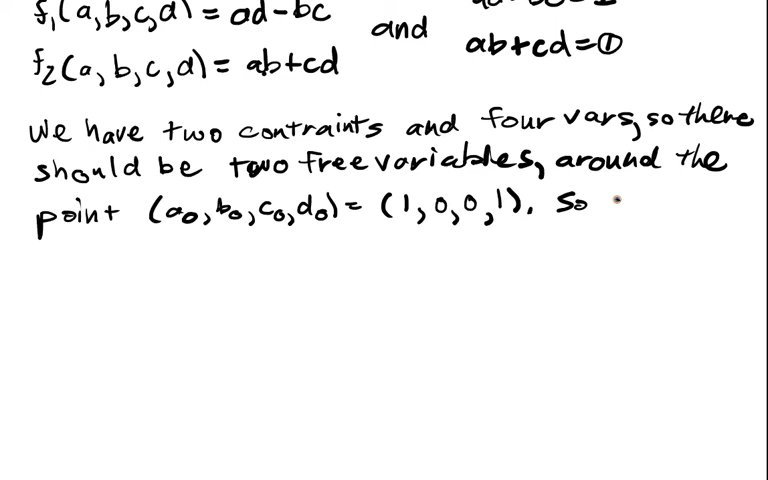 f₁(a,b,c,d) = ad-bc
and
f₂(a,b,c,d) = ab+cd
ab+cd=①
We have two contraints and four vars, so there
should be two free variables, around the
point (a₀,b₀,c₀,d₀)= (1,0,0,1). So